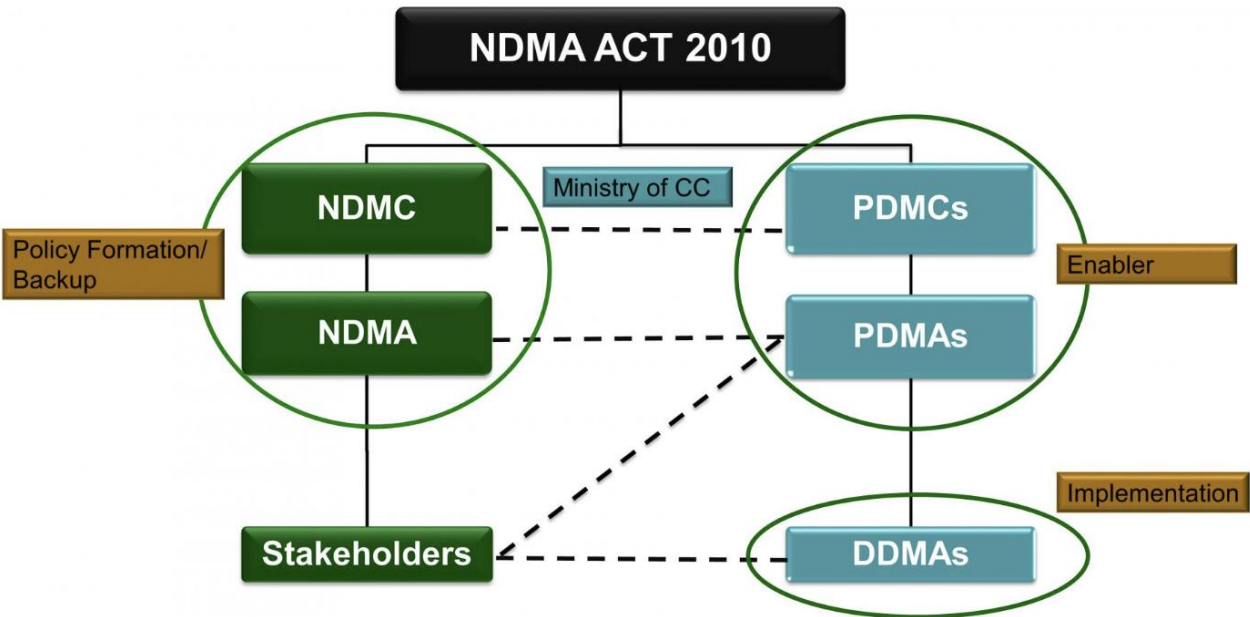 NDMA ACT 2010
NDMC
Ministry of CC
PDMCs
Policy Formation/
Backup
Enabler
NDMA
PDMAs
Implementation
Stakeholders
DDMAs